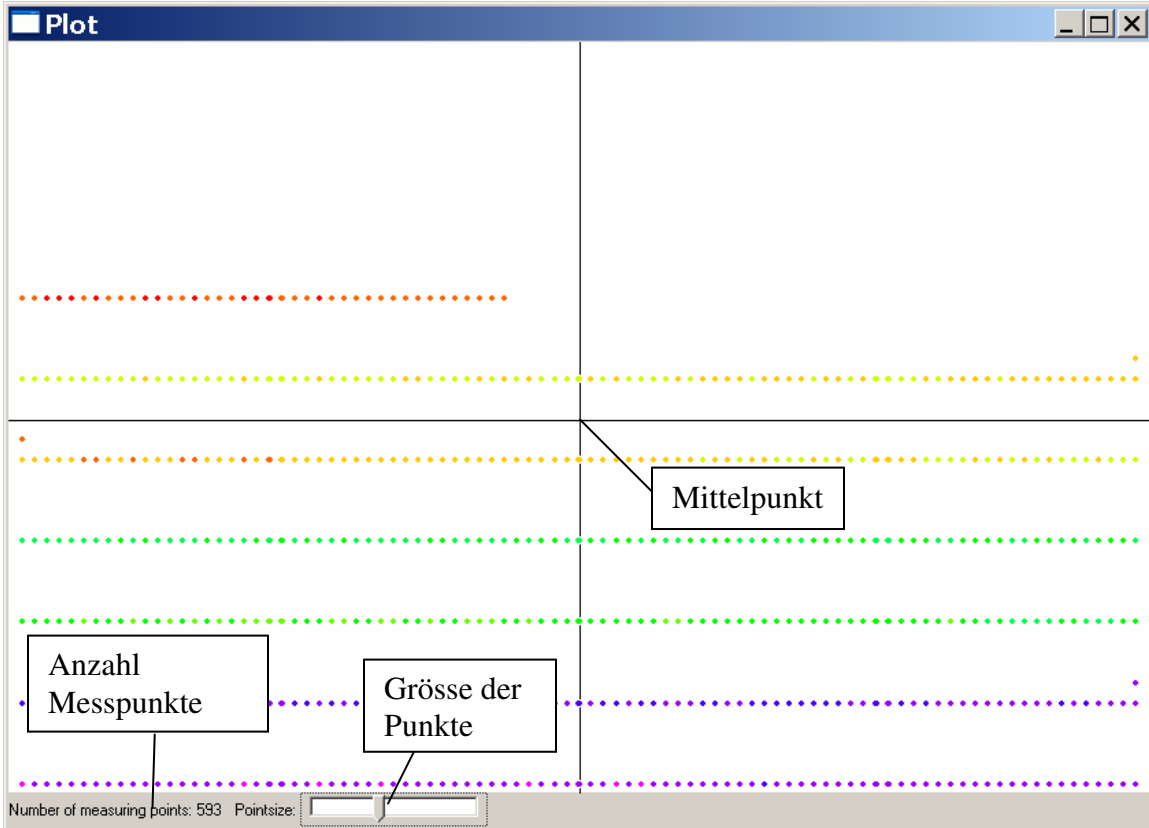 Plot
Mittelpunkt
Anzahl
Messpunkte
Grösse der
Punkte
Number of measuring points: 593 Pointsize: